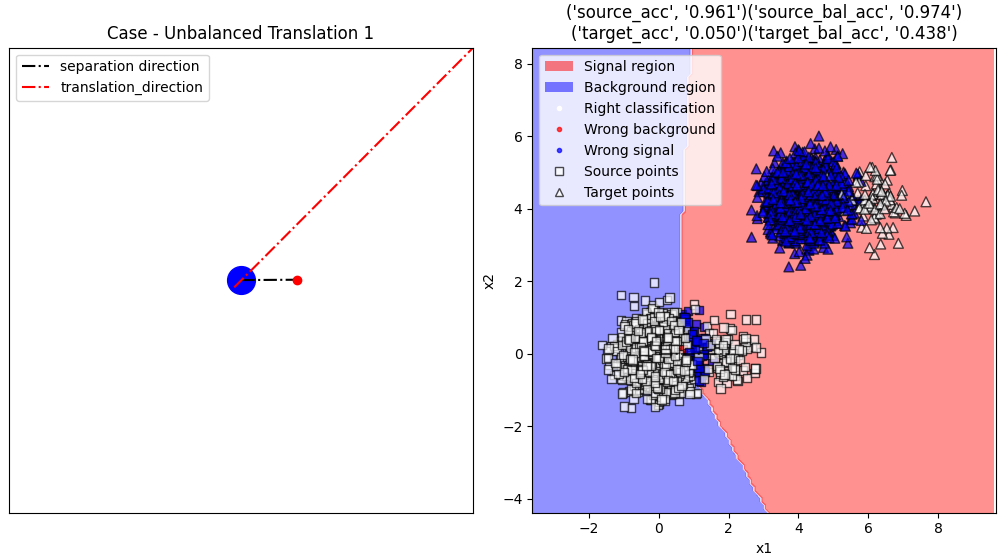 Case - Unbalanced Translation 1
separation direction
translation_direction
('source_acc', '0.961')('source_bal_acc', '0.974')
('target_acc', '0.050')('target_bal_acc', '0.438')
Signal region
Background region
Right classification
Wrong background
Wrong signal
Source points
Target points
8
6
4
2
0
−2
−4
x2
−2
0
2
4
6
8
x1